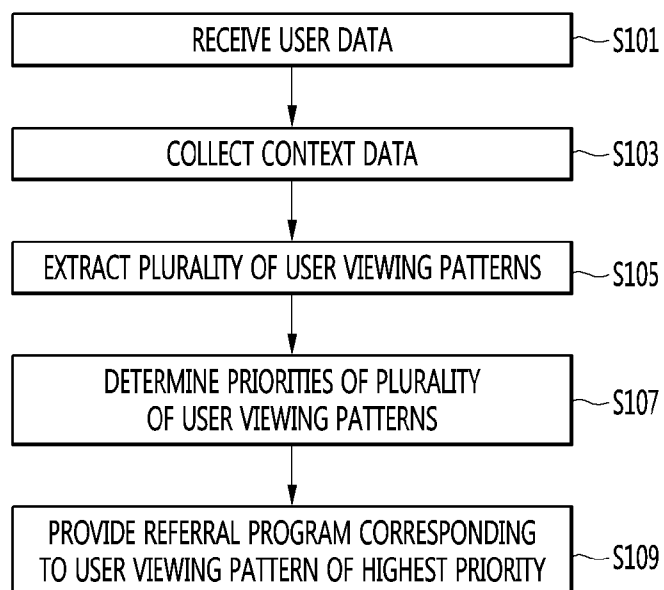 RECEIVE USER DATA
S101
COLLECT CONTEXT DATA
S103
EXTRACT PLURALITY OF USER VIEWING PATTERNS
S105
DETERMINE PRIORITIES OF PLURALITY
OF USER VIEWING PATTERNS
S107
PROVIDE REFERRAL PROGRAM CORRESPONDING
TO USER VIEWING PATTERN OF HIGHEST PRIORITY
S109